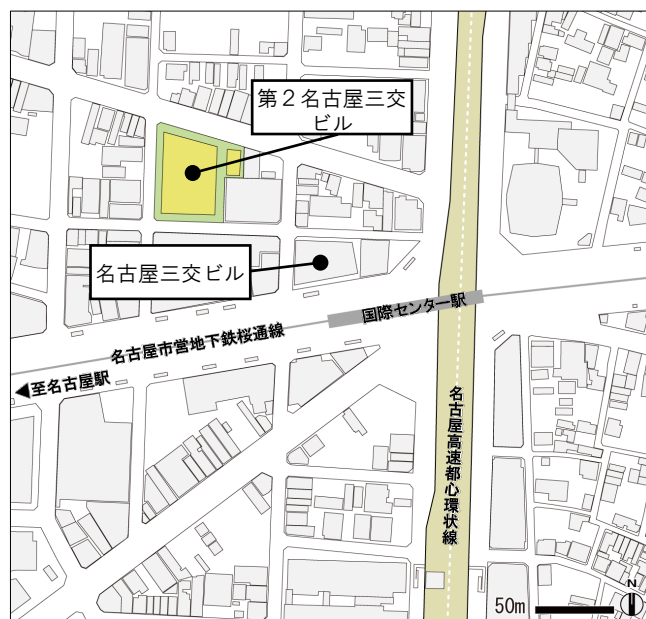 第２名古屋三交
ビル
名古屋三交ビル
国際センター駅
名古屋市営地下鉄桜通線
◀至名古屋駅
名古屋高速都心環状線
50m
N